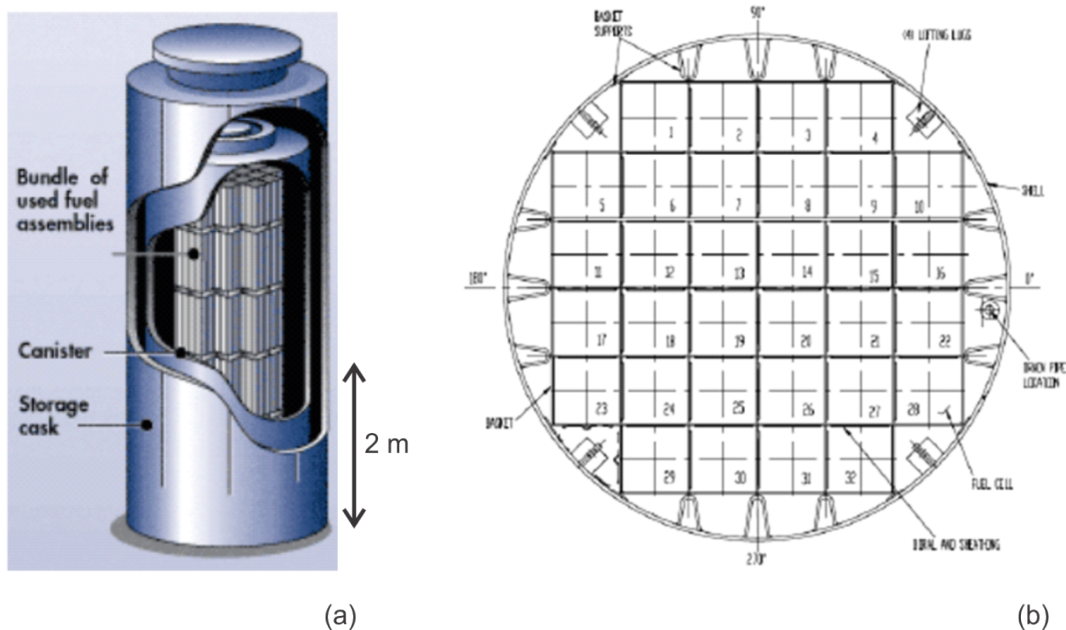 Bundle of
used fuel
assemblies
Canister
Storage
cask
2 m
(a)
BASKET
SUPPORTS
90°
(4) LIFTING LUGS
1 2 3 4
SHELL
5 6 7 8 9 10
11 12 13 14 15 16
180°
0°
17 18 19 20 21 22
DRAIN PIPE
LOCATION
23 24 25 26 27 28
BASKET
FUEL CELL
29 30 31 32
BORAL AND SHEATHING
270°
(b)